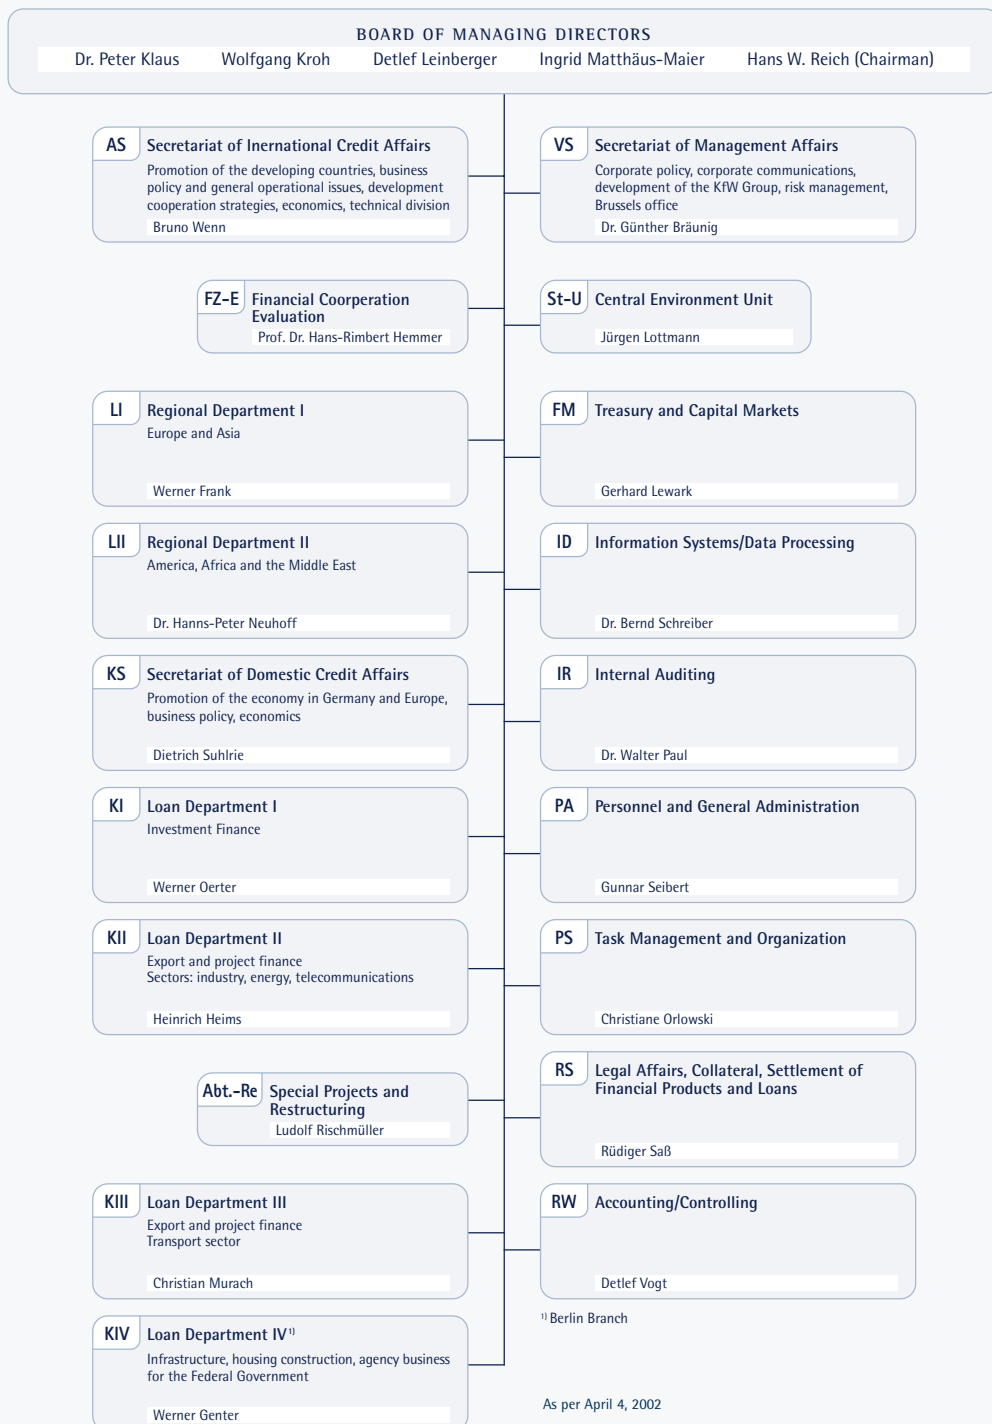 BOARD OF MANAGING DIRECTORS
Dr. Peter Klaus Wolfgang Kroh Detlef Leinberger Ingrid Matthäus-Maier Hans W. Reich (Chairman)
AS Secretariat of Inernational Credit Affairs
Promotion of the developing countries, business
policy and general operational issues, development
cooperation strategies, economics, technical division
Bruno Wenn
VS Secretariat of Management Affairs
Corporate policy, corporate communications,
development of the KfW Group, risk management,
Brussels office
Dr. Günther Bräunig
FZ-E Financial Coorperation
Evaluation
Prof. Dr. Hans-Rimbert Hemmer
St-U Central Environment Unit
Jürgen Lottmann
LI Regional Department I
Europe and Asia
Werner Frank
FM Treasury and Capital Markets
Gerhard Lewark
LII Regional Department II
America, Africa and the Middle East
Dr. Hanns-Peter Neuhoff
ID Information Systems/Data Processing
Dr. Bernd Schreiber
KS Secretariat of Domestic Credit Affairs
Promotion of the economy in Germany and Europe,
business policy, economics
Dietrich Suhlrie
IR Internal Auditing
Dr. Walter Paul
KI Loan Department I
Investment Finance
Werner Oerter
PA Personnel and General Administration
Gunnar Seibert
KII Loan Department II
Export and project finance
Sectors: industry, energy, telecommunications
Heinrich Heims
PS Task Management and Organization
Christiane Orlowski
Abt.-Re Special Projects and
Restructuring
Ludolf Rischmüller
RS Legal Affairs, Collateral, Settlement of
Financial Products and Loans
Rüdiger Saß
KIII Loan Department III
Export and project finance
Transport sector
Christian Murach
RW Accounting/Controlling
Detlef Vogt
KIV Loan Department IV 1)
Infrastructure, housing construction, agency business
for the Federal Government
Werner Genter
1) Berlin Branch
As per April 4, 2002